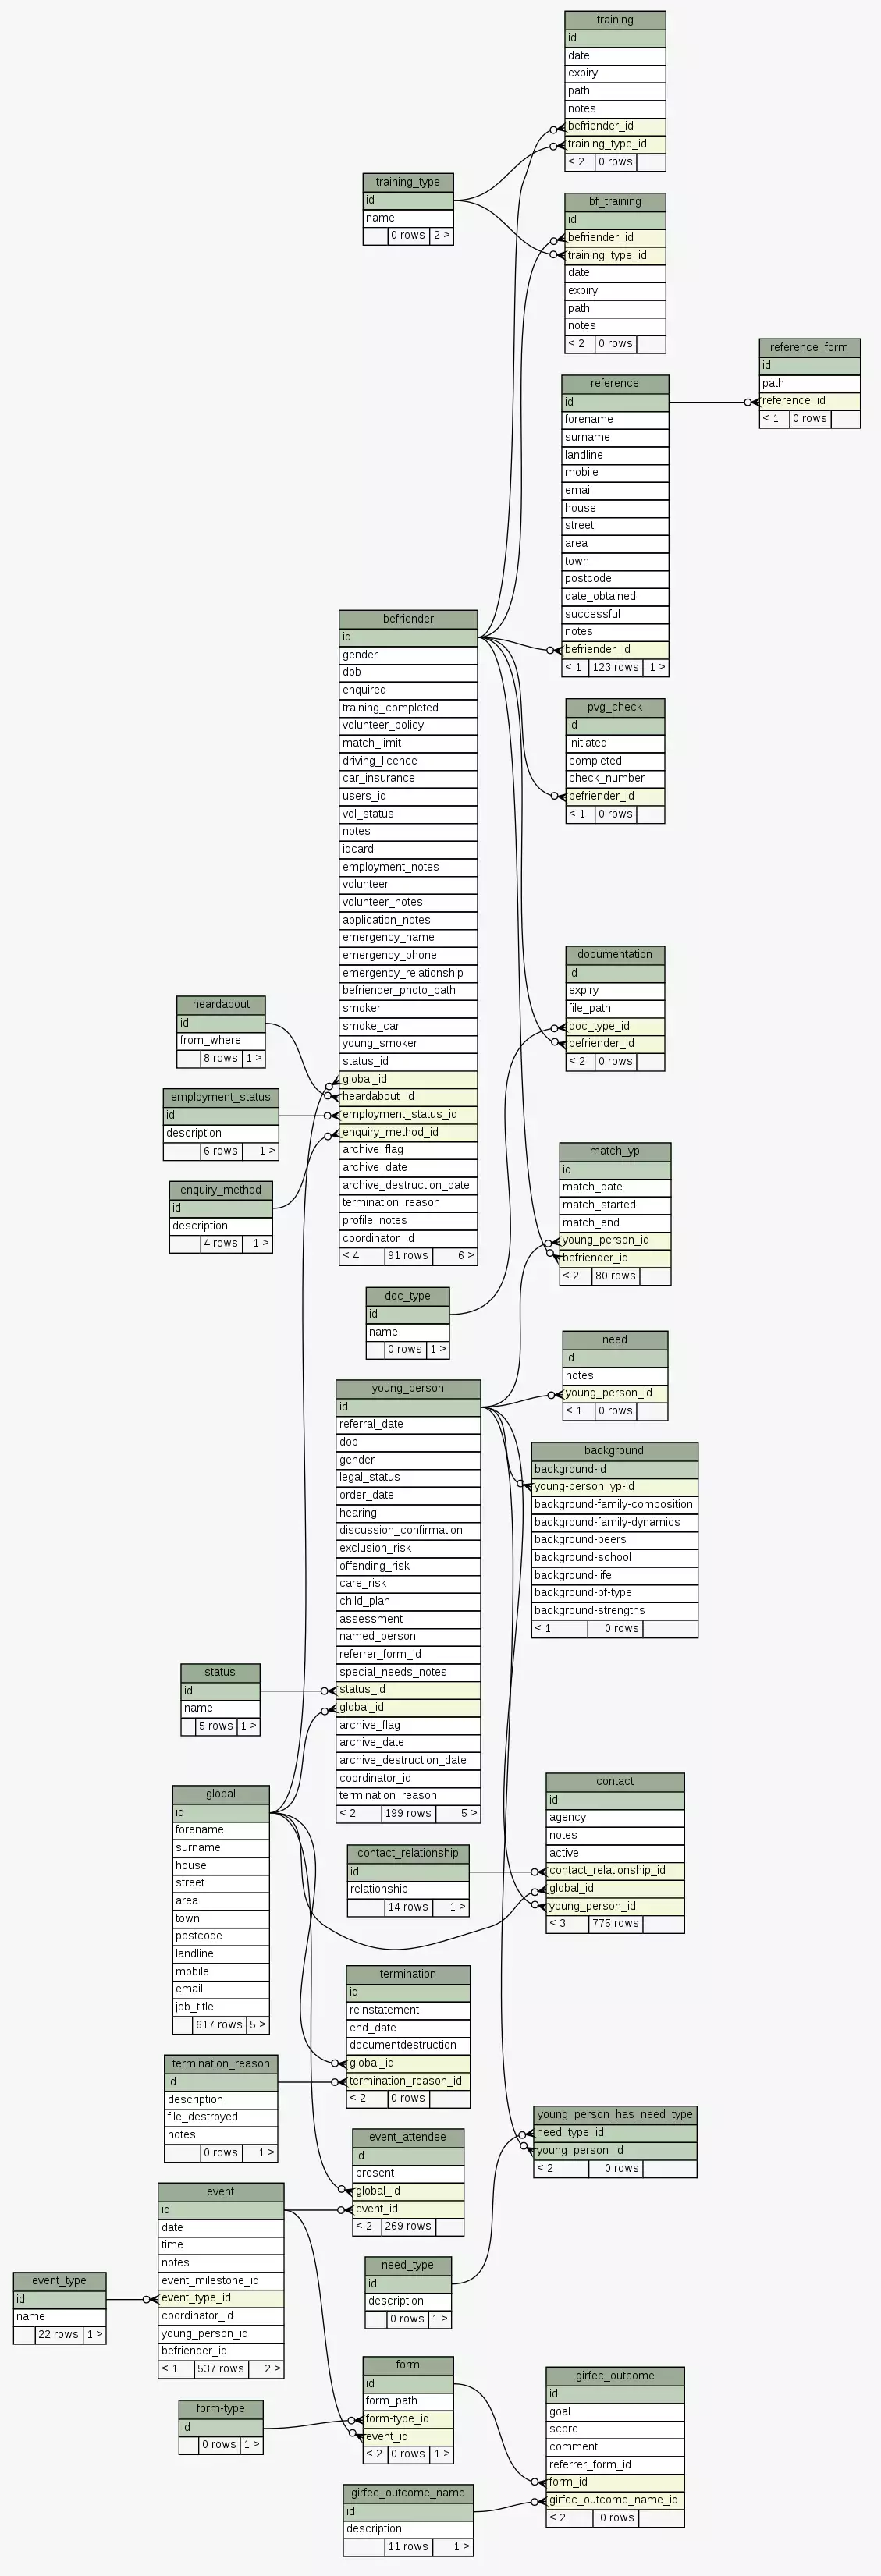 training
id
date
expiry
path
notes
befriender_id
training_type_id
< 2 0 rows
training_type
id
name
0 rows 2 >
bf_training
id
befriender_id
training_type_id
date
expiry
path
notes
< 2 0 rows
reference_form
id
path
reference_id
< 1 0 rows
reference
id
forename
surname
landline
mobile
email
house
street
area
town
postcode
date_obtained
successful
notes
befriender_id
< 1 123 rows 1 >
befriender
id
gender
dob
enquired
training_completed
volunteer_policy
match_limit
driving_licence
car_insurance
users_id
vol_status
notes
idcard
employment_notes
volunteer
volunteer_notes
application_notes
emergency_name
emergency_phone
emergency_relationship
befriender_photo_path
smoker
smoke_car
young_smoker
status_id
global_id
heardabout_id
employment_status_id
enquiry_method_id
archive_flag
archive_date
archive_destruction_date
termination_reason
profile_notes
coordinator_id
< 4 91 rows 6 >
pvg_check
id
initiated
completed
check_number
befriender_id
< 1 0 rows
documentation
id
expiry
file_path
doc_type_id
befriender_id
< 2 0 rows
heardabout
id
from_where
8 rows 1 >
employment_status
id
description
6 rows 1 >
enquiry_method
id
description
4 rows 1 >
match_yp
id
match_date
match_started
match_end
young_person_id
befriender_id
< 2 80 rows
doc_type
id
name
0 rows 1 >
need
id
notes
young_person_id
< 1 0 rows
young_person
id
referral_date
dob
gender
legal_status
order_date
hearing
discussion_confirmation
exclusion_risk
offending_risk
care_risk
child_plan
assessment
named_person
referrer_form_id
special_needs_notes
status_id
global_id
archive_flag
archive_date
archive_destruction_date
coordinator_id
termination_reason
< 2 199 rows 5 >
background
background-id
young-person_yp-id
background-family-composition
background-family-dynamics
background-peers
background-school
background-life
background-bf-type
background-strengths
< 1 0 rows
status
id
name
5 rows 1 >
global
id
forename
surname
house
street
area
town
postcode
landline
mobile
email
job_title
617 rows 5 >
contact
id
agency
notes
active
contact_relationship_id
global_id
young_person_id
< 3 775 rows
contact_relationship
id
relationship
14 rows 1 >
termination
id
reinstatement
end_date
documentdestruction
global_id
termination_reason_id
< 2 0 rows
termination_reason
id
description
file_destroyed
notes
0 rows 1 >
young_person_has_need_type
need_type_id
young_person_id
< 2 0 rows
event_attendee
id
present
global_id
event_id
< 2 269 rows
event
id
date
time
notes
event_milestone_id
event_type_id
coordinator_id
young_person_id
befriender_id
< 1 537 rows 2 >
event_type
id
name
22 rows 1 >
need_type
id
description
0 rows 1 >
form
id
form_path
form-type_id
event_id
< 2 0 rows 1 >
form-type
id
0 rows 1 >
girfec_outcome
id
goal
score
comment
referrer_form_id
form_id
girfec_outcome_name_id
< 2 0 rows
girfec_outcome_name
id
description
11 rows 1 >